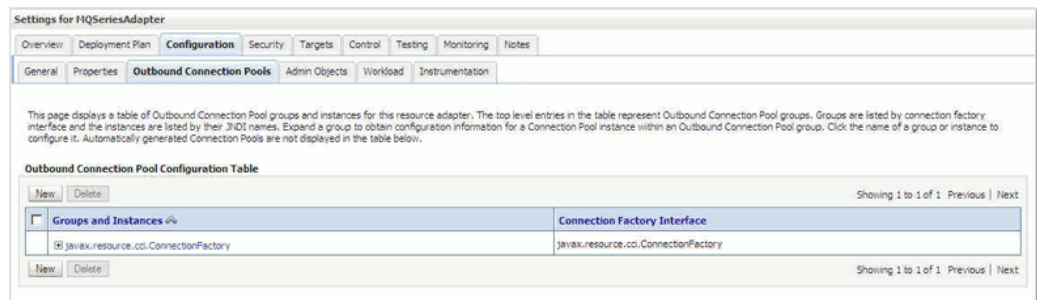 Settings for MQSeriesAdapter
Overview Deployment Plan Configuration Security Targets Control Testing Monitoring Notes
General Properties Outbound Connection Pools Admin Objects Workload Instrumentation
This page displays a table of Outbound Connection Pool groups and instances for this resource adapter. The top level entries in the table represent Outbound Connection Pool groups. Groups are listed by connection factory
interface and the instances are listed by their JNDI names. Expand a group to obtain configuration information for a Connection Pool instance within an Outbound Connection Pool group. Click the name of a group or instance to
configure it. Automatically generated Connection Pools are not displayed in the table below.
Outbound Connection Pool Configuration Table
New Delete Showing 1 to 1 of 1 Previous | Next
Groups and Instances Connection Factory Interface
javax.resource.cci.ConnectionFactory javax.resource.cci.ConnectionFactory
New Delete Showing 1 to 1 of 1 Previous | Next